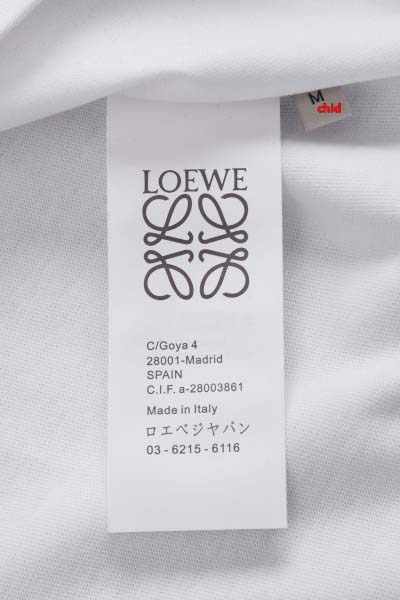 M
chld
LOEWE
C/Goya 4
28001-Madrid
SPAIN
C.I.F. a-28003861
Made in Italy
ロエベジャパン
03 - 6215 - 6116